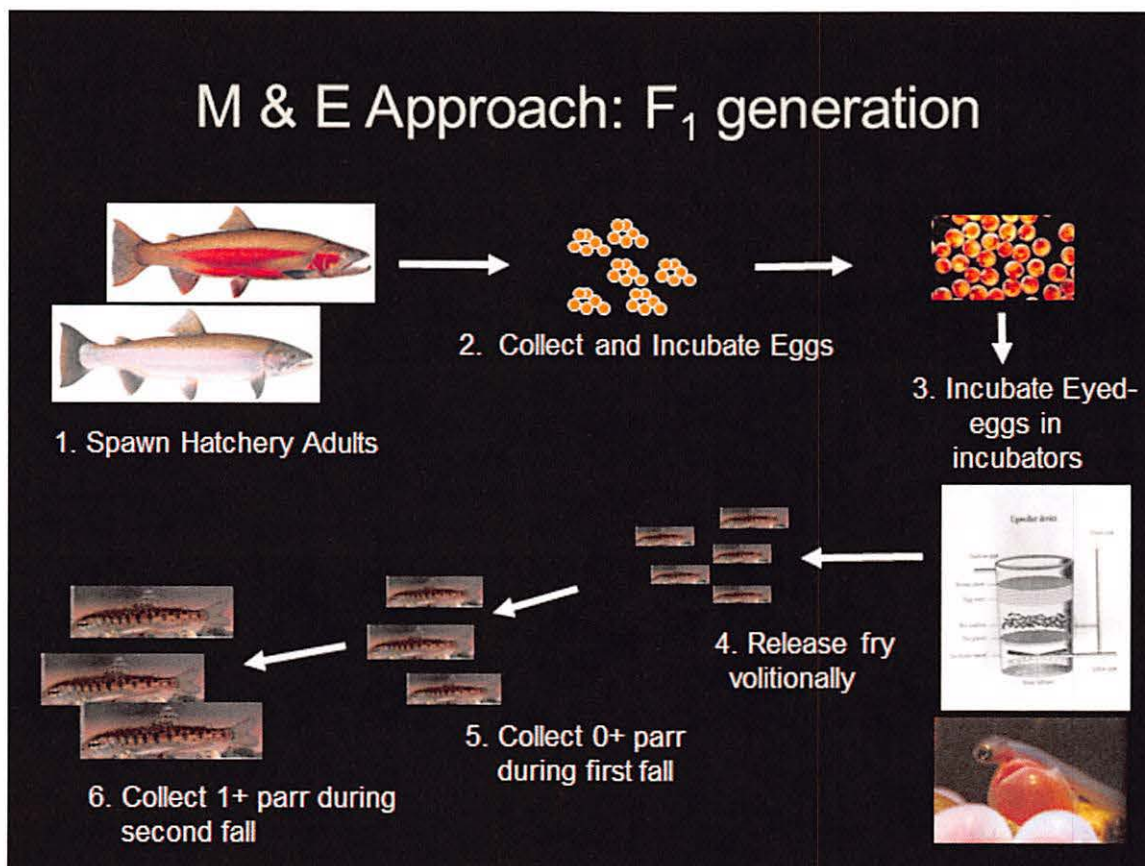 M & E Approach: F₁ generation
1. Spawn Hatchery Adults
2. Collect and Incubate Eggs
3. Incubate Eyed-
eggs in
incubators
4. Release fry
volitionally
5. Collect 0+ parr
during first fall
6. Collect 1+ parr during
second fall